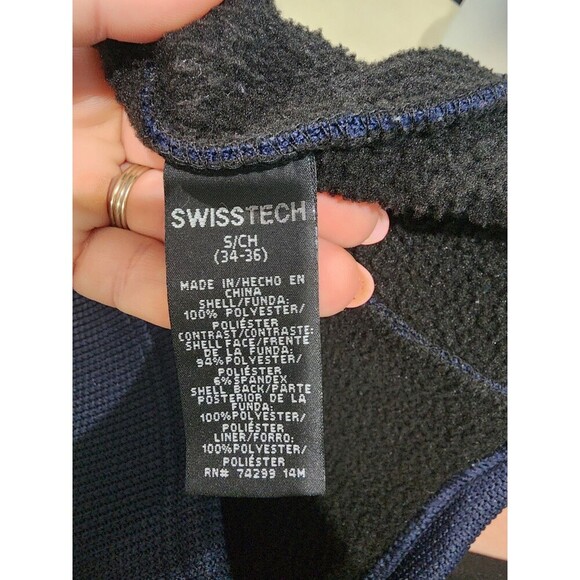 SWISSTECH
S/CH
(34-36)
MADE IN/HECHO EN
CHINA
SHELL/FUNDA:
100% POLYESTER/
POLIÉSTER
CONTRAST/CONTRASTE:
SHELL FACE/FRENTE
DE LA FUNDA:
94% POLYESTER/
POLIÉSTER
6% SPANDEX
SHELL BACK/PARTE
POSTERIOR DE LA
FUNDA:
100%POLYESTER/
POLIÉSTER
LINER/FORRO:
100%POLYESTER/
POLIÉSTER
RN# 74299 14M